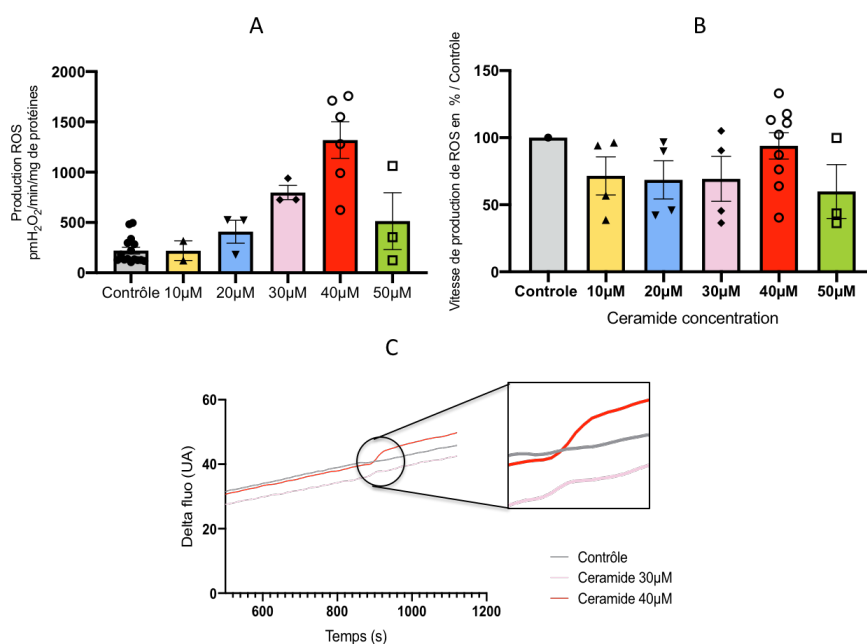 A
Production ROS
pmH₂O₂/min/mg de protéines
2000
1500
1000
500
0
Contrôle 10µM 20µM 30µM 40µM 50µM
B
Vitesse de production de ROS en % / Contrôle
150
100
50
0
Controle 10µM 20µM 30µM 40µM 50µM
Ceramide concentration
C
Delta fluo (UA)
60
40
20
0
600 800 1000 1200
Temps (s)
Contrôle
Ceramide 30µM
Ceramide 40µM